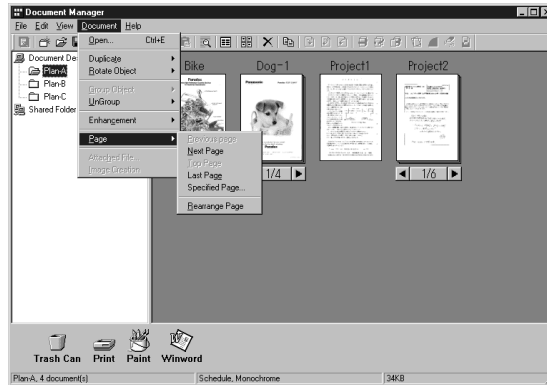 Document Manager
File Edit View Document Help
Open... Ctrl+E
Duplicate
Rotate Object
Group Object
UnGroup
Enhancement
Page
Attaches File...
Image Creation
Previous page
Next Page
Top Page
Last Page
Specified Page...
Rearrange Page
Document De
Plan-A
Plan-B
Plan-C
Shared Folder
Bike
Dog-1
Project1
Project2
Panasonic
1/4
1/6
Trash Can
Print
Paint
Winword
Plan-A, 4 document(s)
Schedule, Monochrome
34KB